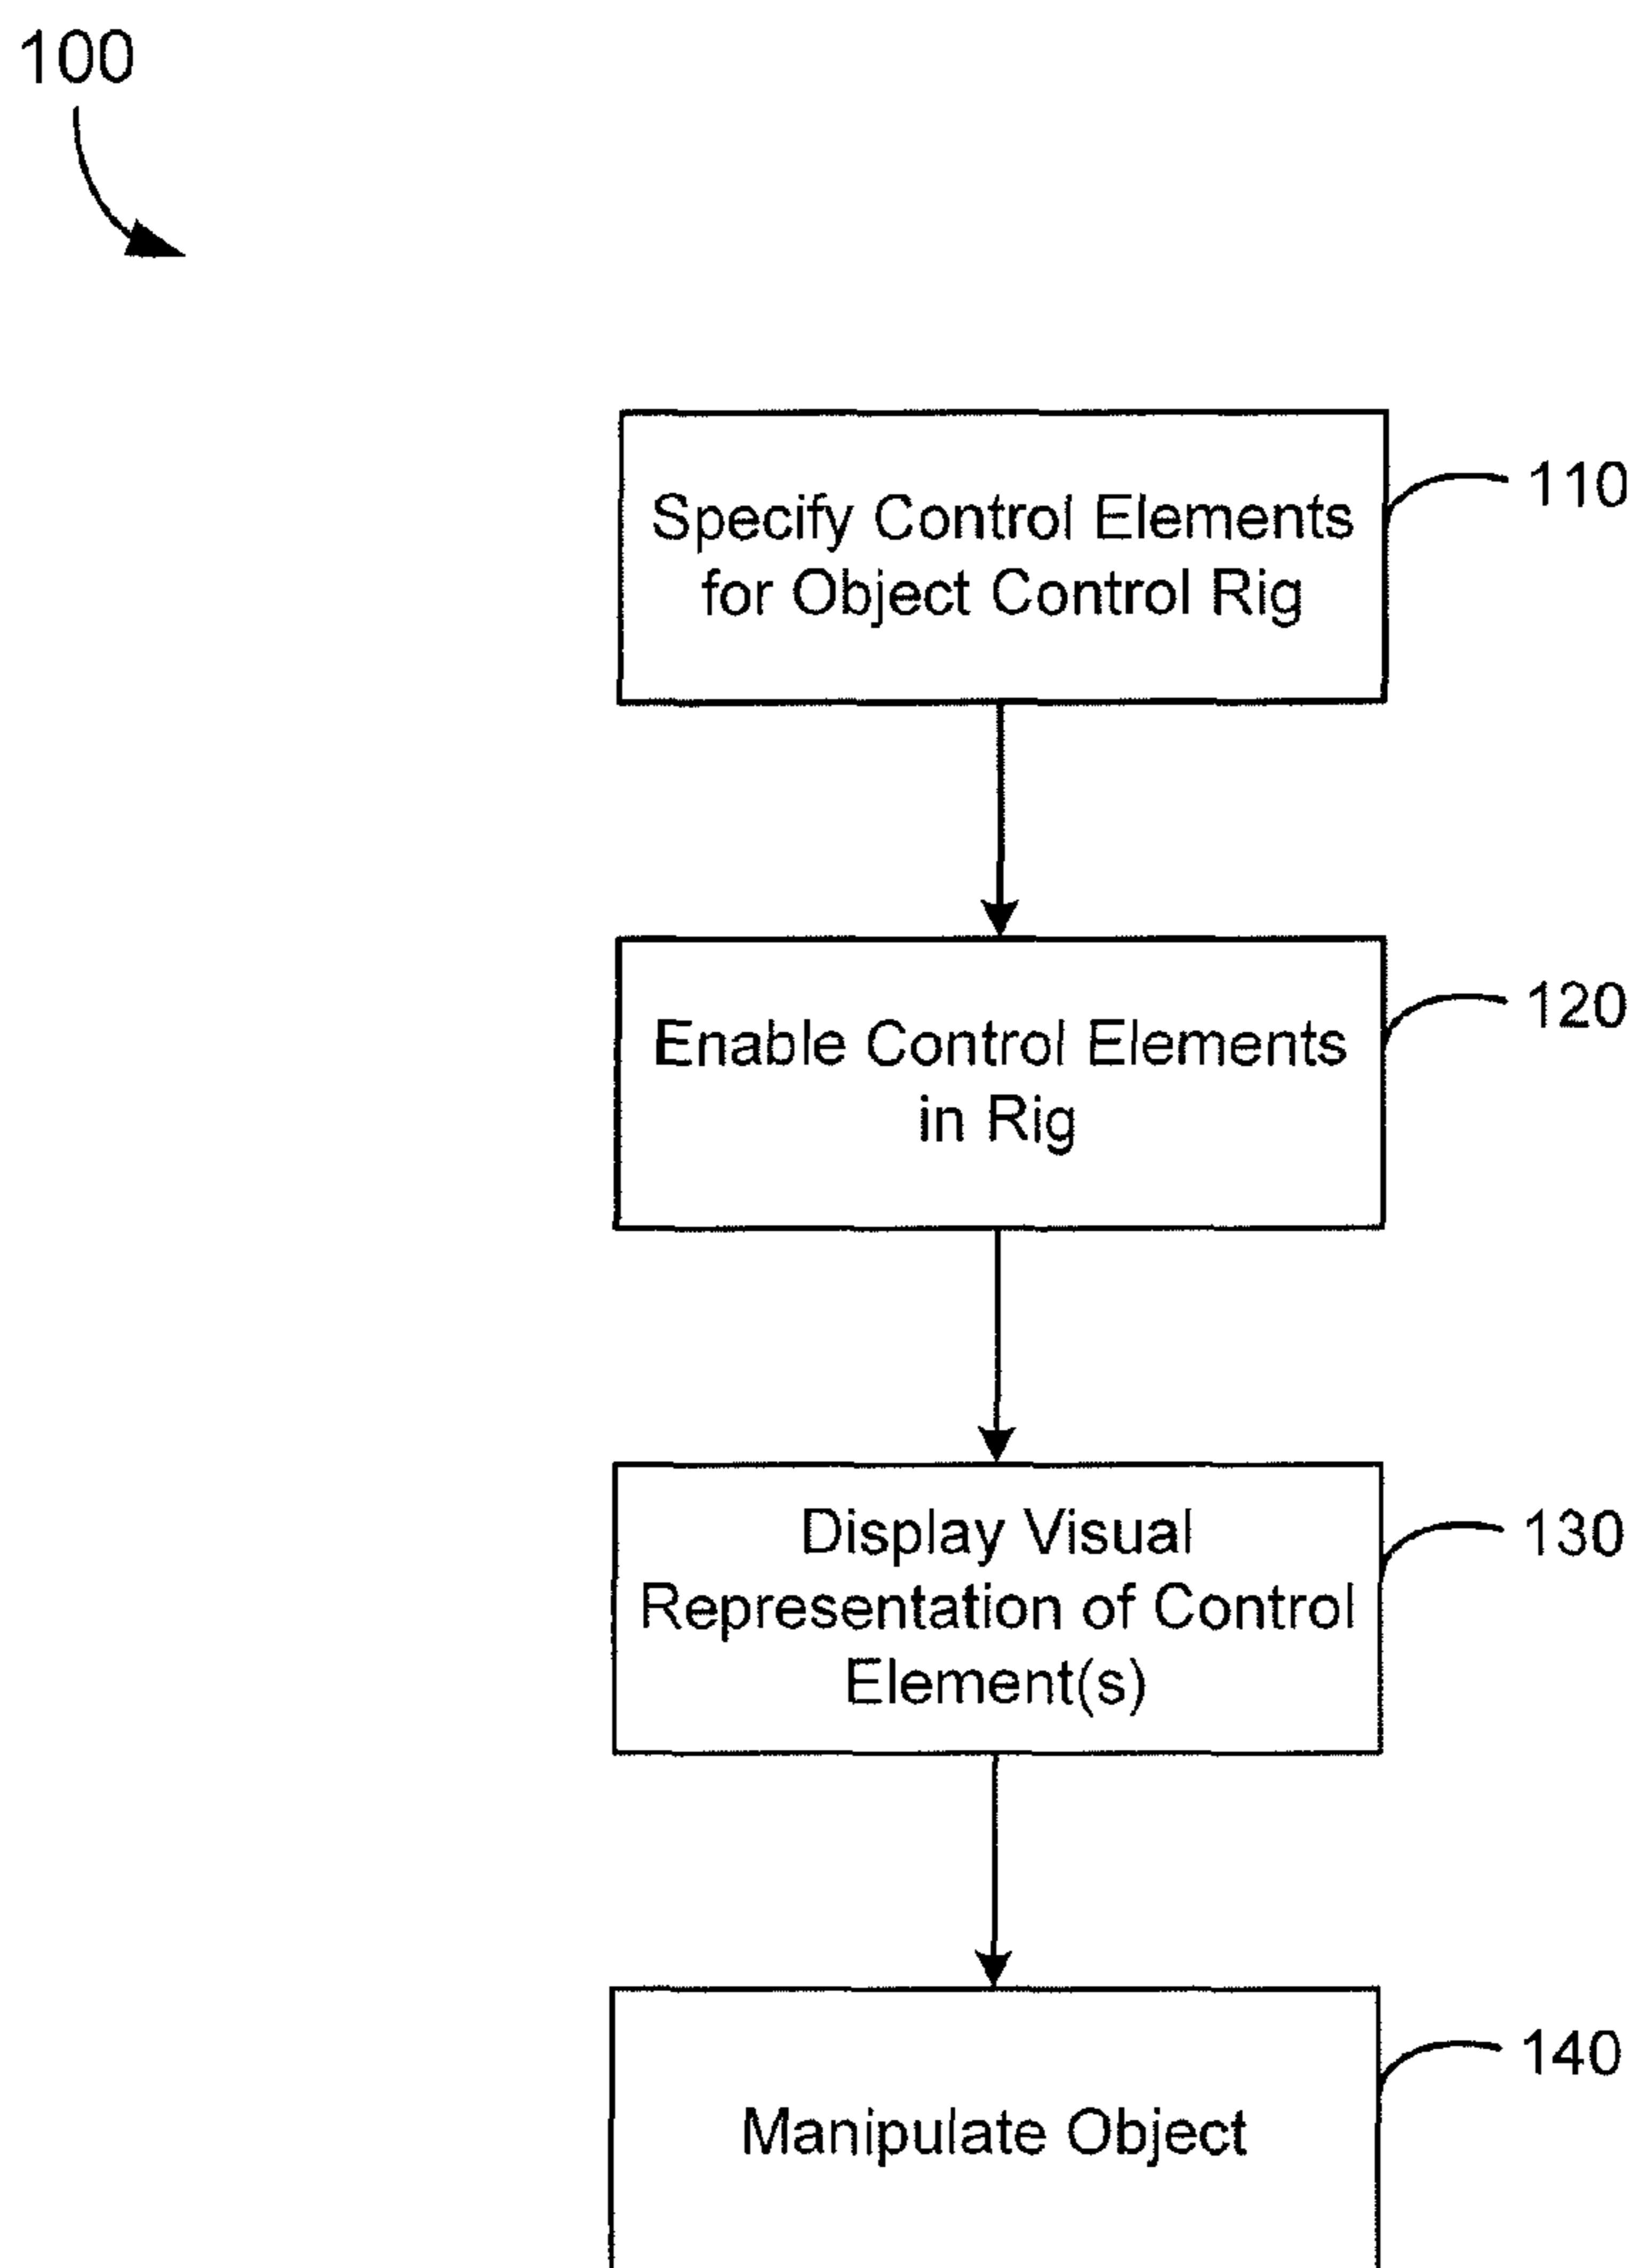 100
Specify Control Elements
for Object Control Rig
110
Enable Control Elements
in Rig
120
Display Visual
Representation of Control
Element(s)
130
Manipulate Object
140